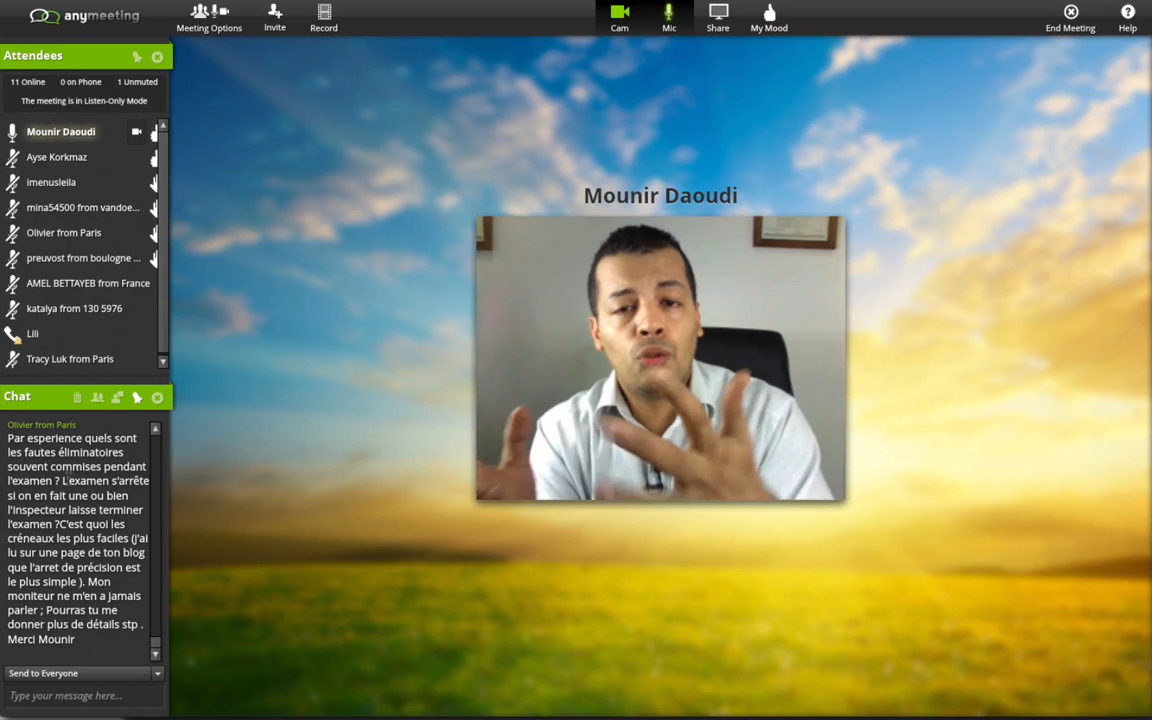 anymeeting
Meeting Options
Invite
Record
Cam
Mic
Share
My Mood
End Meeting
Help
Attendees
11 Online 0 on Phone 1 Unmuted
The meeting is in Listen-Only Mode
Mounir Daoudi
Ayse Korkmaz
imenusleila
mina54500 from vandoe...
Olivier from Paris
preuvost from boulogne ...
AMEL BETTAYEB from France
katalya from 130 5976
Lili
Tracy Luk from Paris
Mounir Daoudi
Chat
Olivier from Paris
Par esperience quels sont
les fautes éliminatoires
souvent commises pendant
l'examen ? L'examen s'arrête
si on en fait une ou bien
l'inspecteur laisse terminer
l'examen ?C'est quoi les
créneaux les plus faciles (j'ai
lu sur une page de ton blog
que l'arret de précision est
le plus simple ). Mon
moniteur ne m'en a jamais
parler ; Pourras tu me
donner plus de détails stp .
Merci Mounir
Send to Everyone
Type your message here...